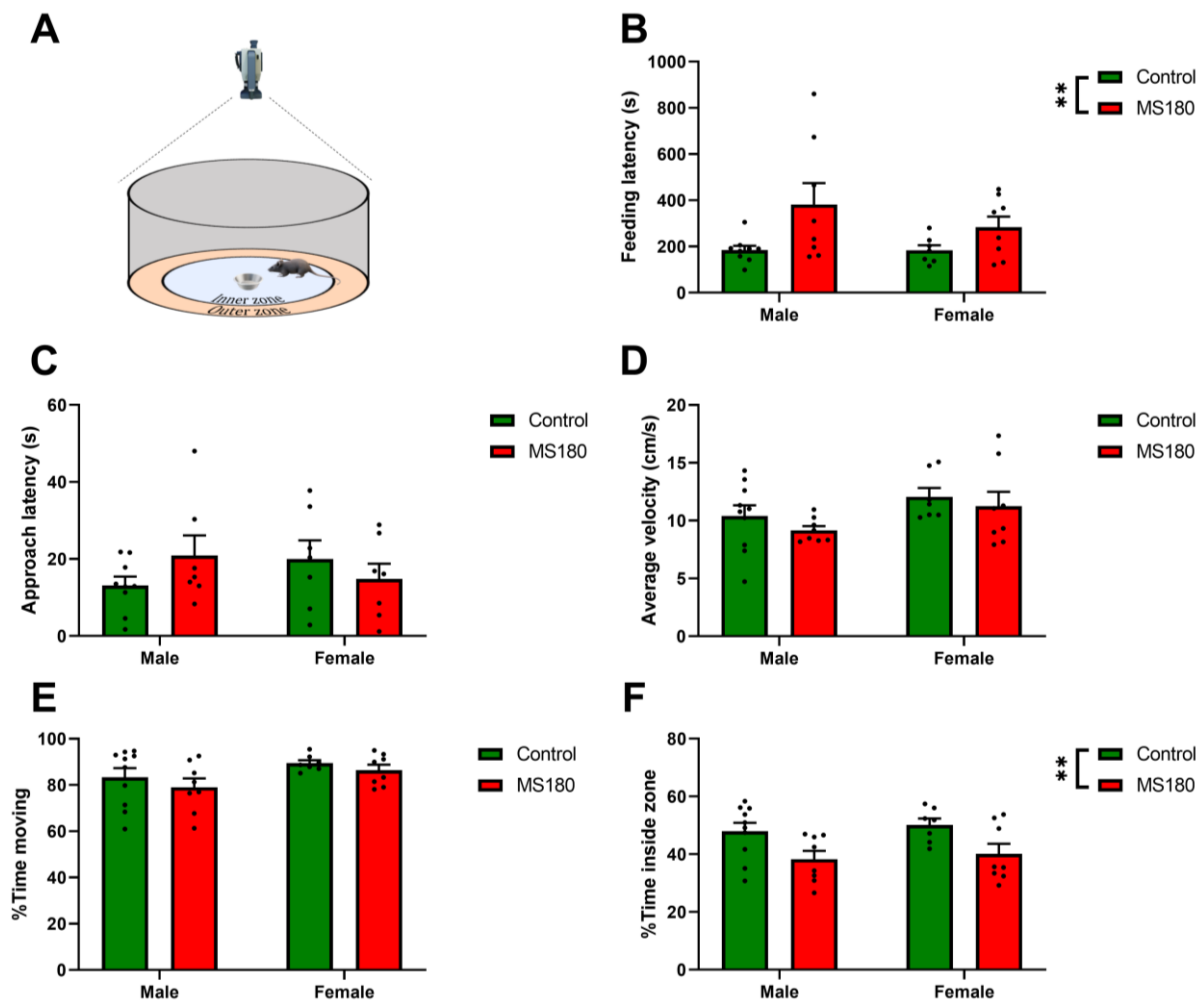 A
Inner zone
Outer zone
B
Feeding latency (s)
1000
800
600
400
200
0
Male
Female
**
Control
MS180
C
Approach latency (s)
60
40
20
0
Male
Female
Control
MS180
D
Average velocity (cm/s)
20
15
10
5
0
Male
Female
Control
MS180
E
%Time moving
100
80
60
40
20
0
Male
Female
Control
MS180
F
%Time inside zone
80
60
40
20
0
Male
Female
**
Control
MS180